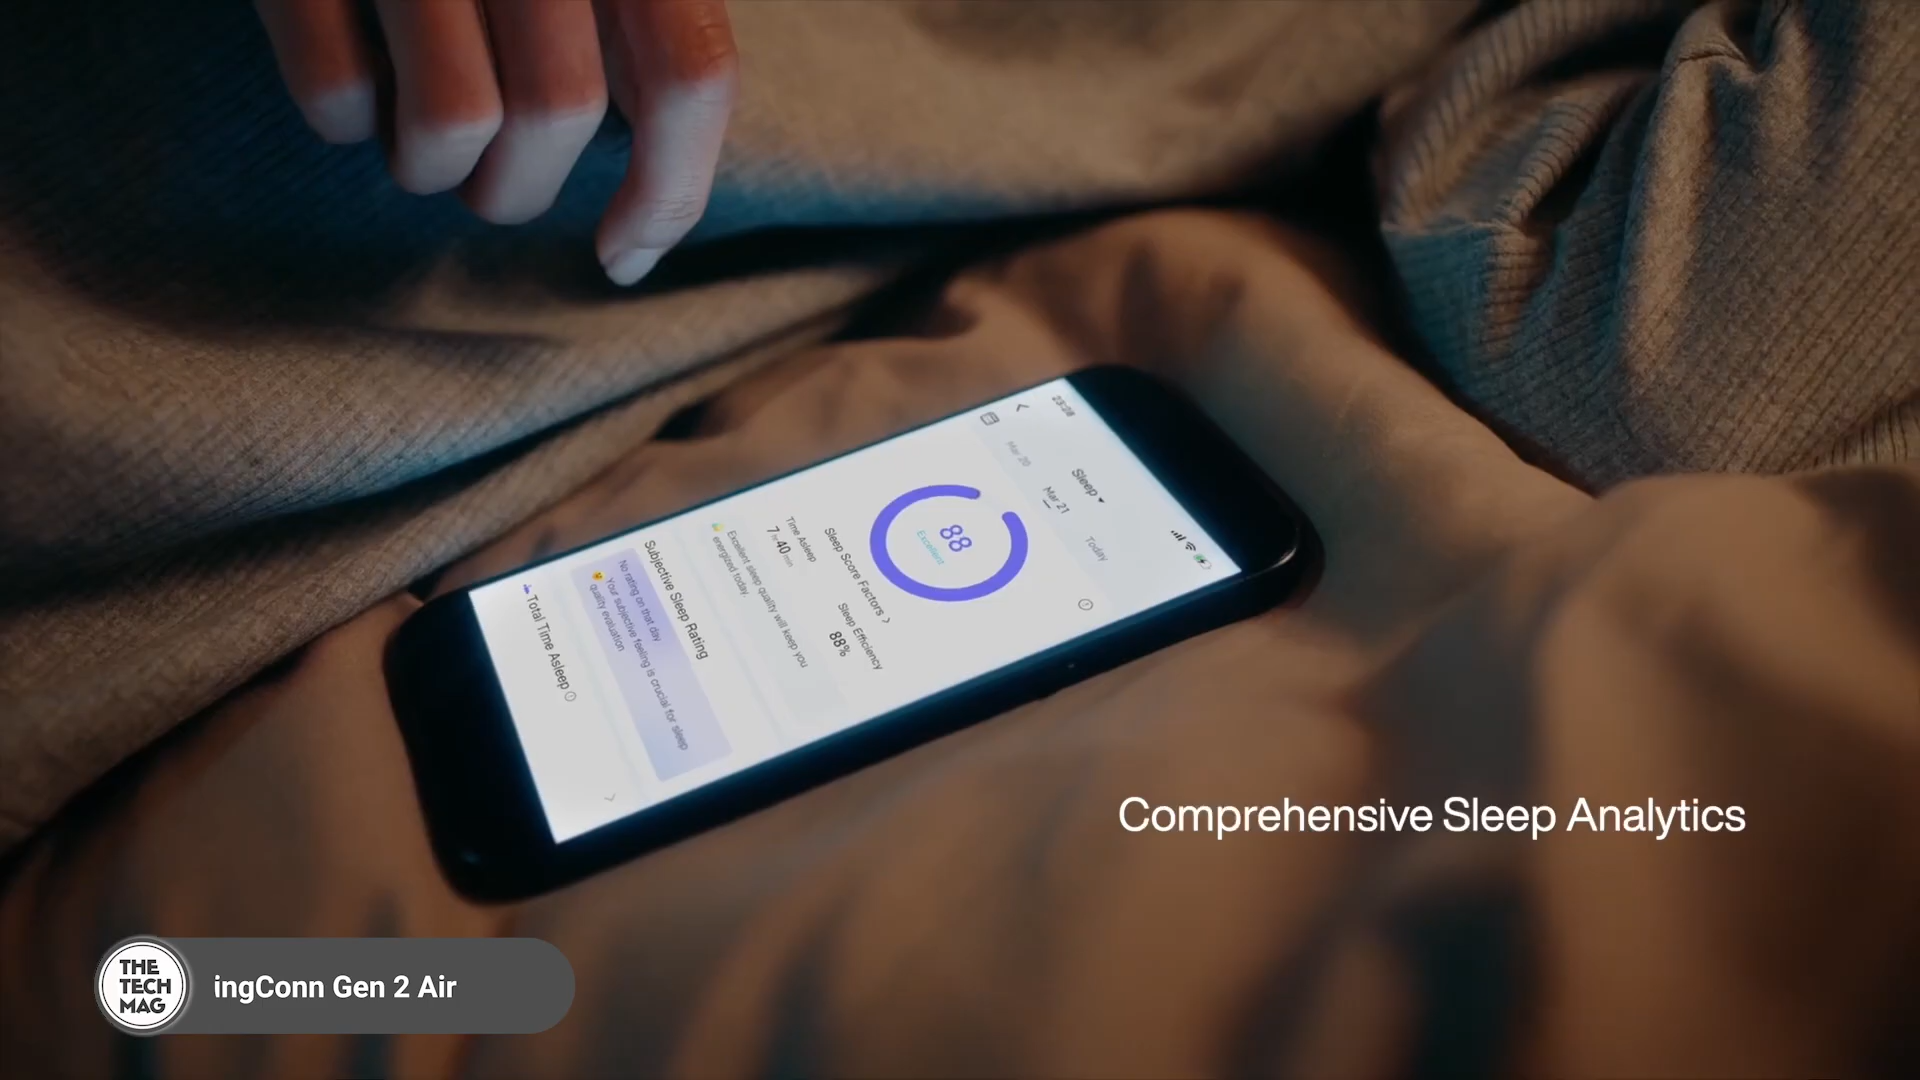 23:28
Sleep
Mar 20
Mar 21
Today
88
Excellent
Sleep Score Factors >
Time Asleep
7 hr 40 min
Sleep Efficiency
88%
Excellent sleep quality will keep you
energized today.
Subjective Sleep Rating
No rating on that day
Your subjective feeling is crucial for sleep
quality evaluation
Total Time Asleep
Comprehensive Sleep Analytics
THE
TECH
MAG
ingConn Gen 2 Air